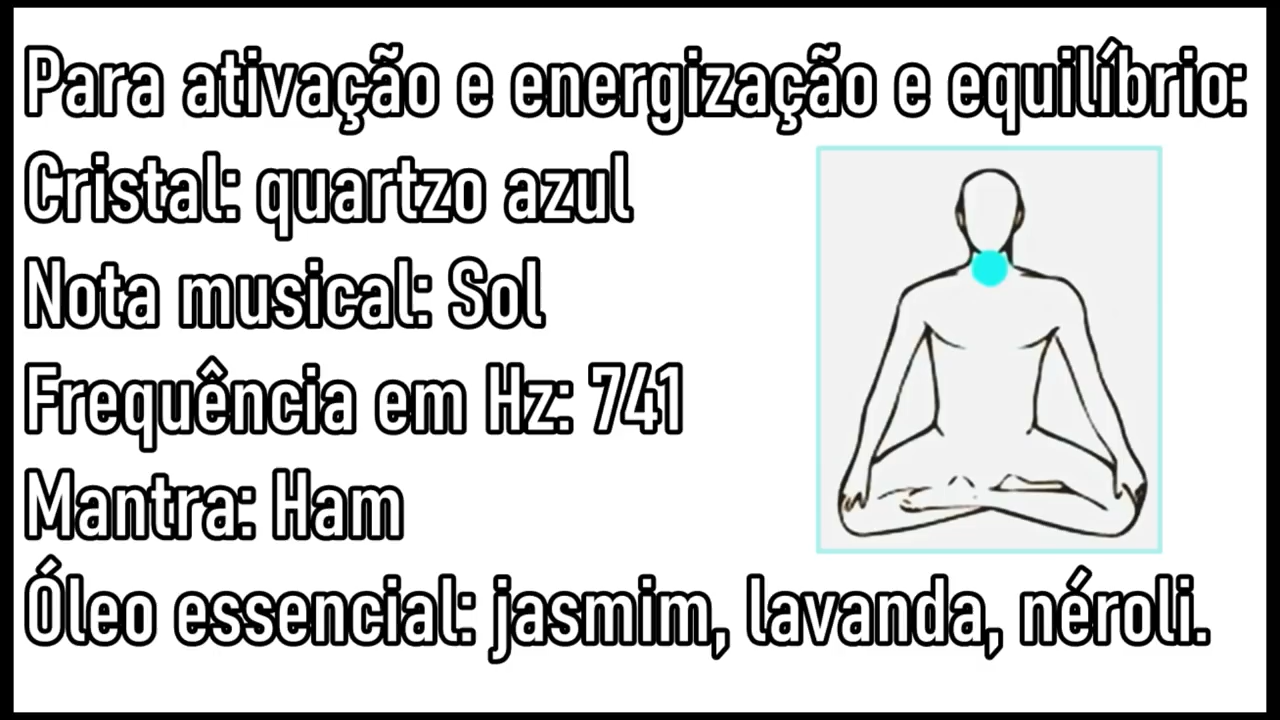 Para ativação e energização e equilíbrio:
Cristal: quartzo azul
Nota musical: Sol
Frequência em Hz: 741
Mantra: Ham
Óleo essencial: jasmim, lavanda, néroli.